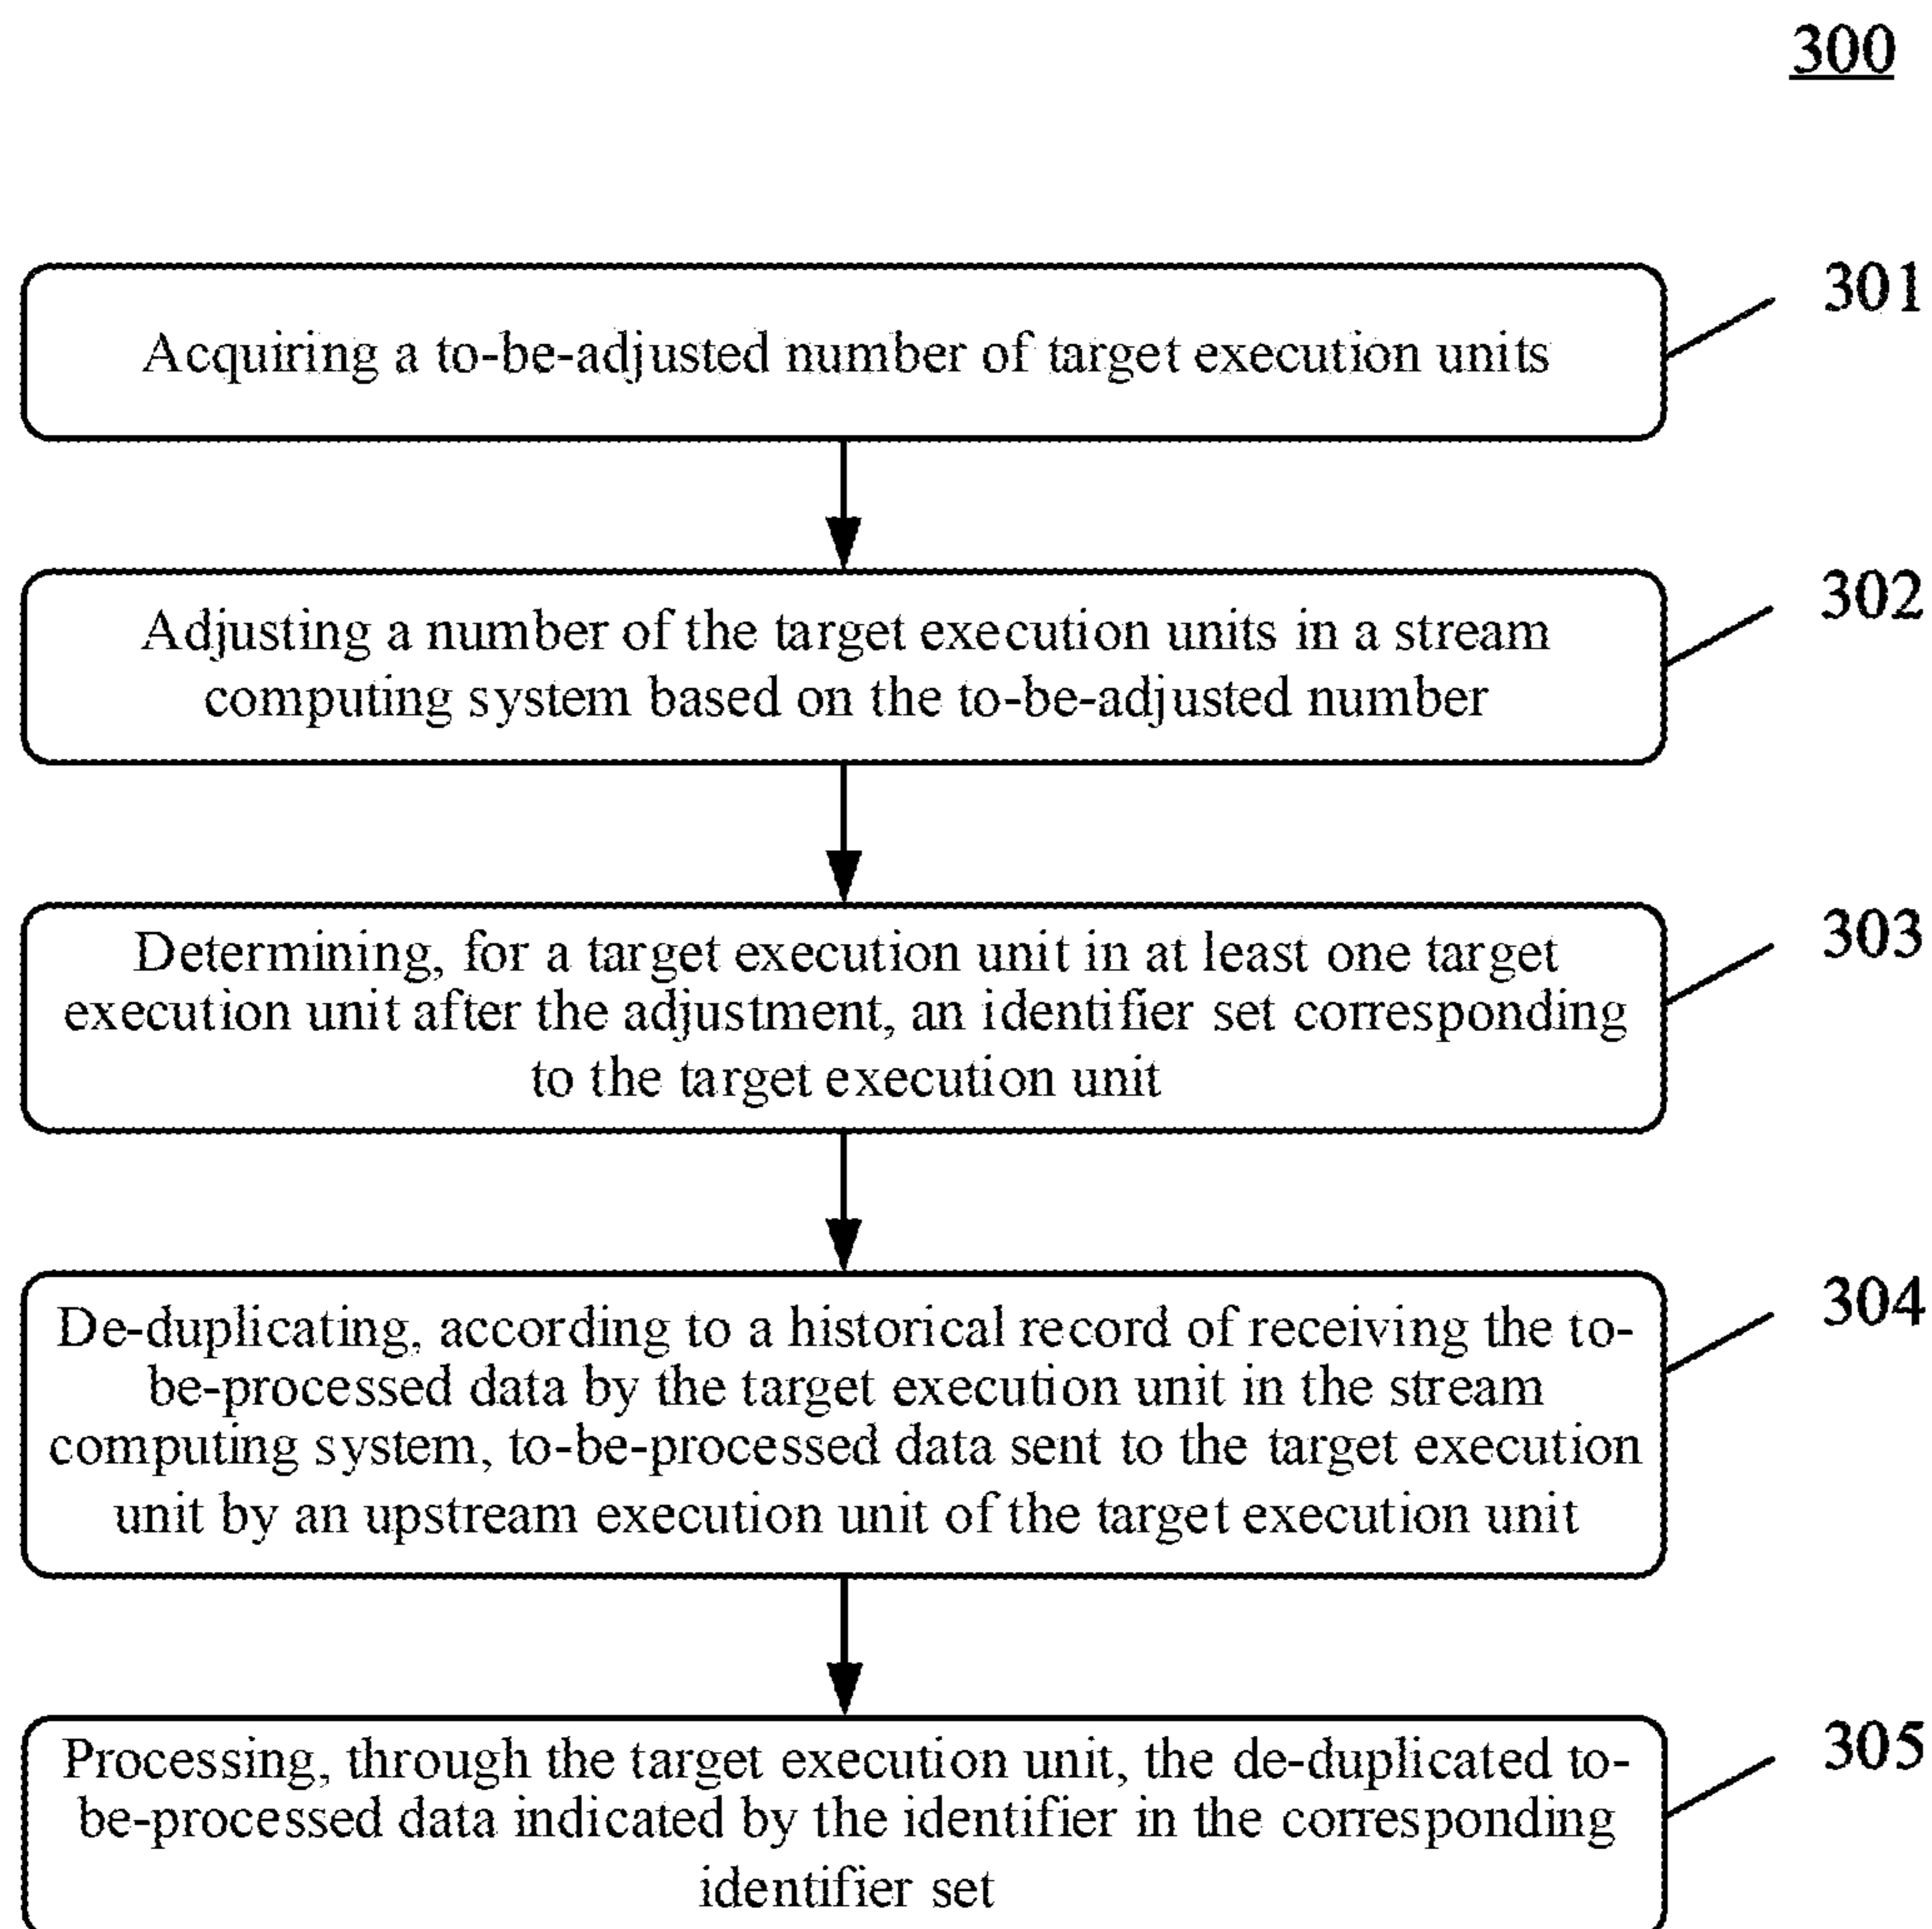 300
301
Acquiring a to-be-adjusted number of target execution units
302
Adjusting a number of the target execution units in a stream
computing system based on the to-be-adjusted number
303
Determining, for a target execution unit in at least one target
execution unit after the adjustment, an identifier set corresponding
to the target execution unit
304
De-duplicating, according to a historical record of receiving the to-
be-processed data by the target execution unit in the stream
computing system, to-be-processed data sent to the target execution
unit by an upstream execution unit of the target execution unit
305
Processing, through the target execution unit, the de-duplicated to-
be-processed data indicated by the identifier in the corresponding
identifier set